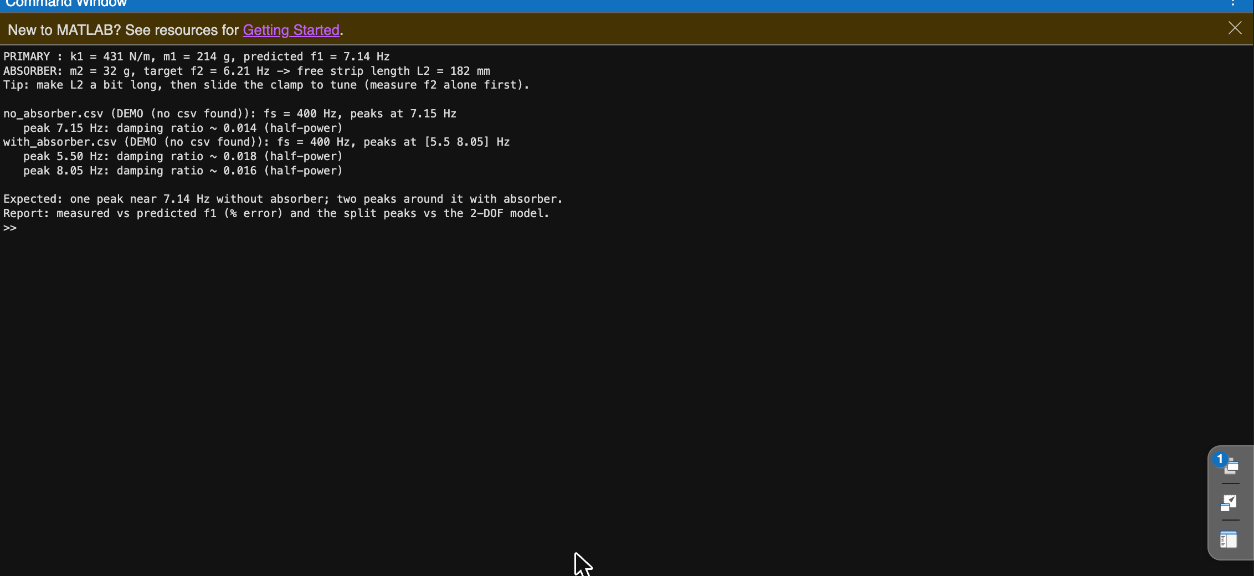 Command Window
New to MATLAB? See resources for Getting Started.
PRIMARY : k1 = 431 N/m, m1 = 214 g, predicted f1 = 7.14 Hz
ABSORBER: m2 = 32 g, target f2 = 6.21 Hz -> free strip length L2 = 182 mm
Tip: make L2 a bit long, then slide the clamp to tune (measure f2 alone first).
no_absorber.csv (DEMO (no csv found)): fs = 400 Hz, peaks at 7.15 Hz
peak 7.15 Hz: damping ratio ~ 0.014 (half-power)
with_absorber.csv (DEMO (no csv found)): fs = 400 Hz, peaks at [5.5 8.05] Hz
peak 5.50 Hz: damping ratio ~ 0.018 (half-power)
peak 8.05 Hz: damping ratio ~ 0.016 (half-power)
Expected: one peak near 7.14 Hz without absorber; two peaks around it with absorber.
Report: measured vs predicted f1 (% error) and the split peaks vs the 2-DOF model.
>>
1